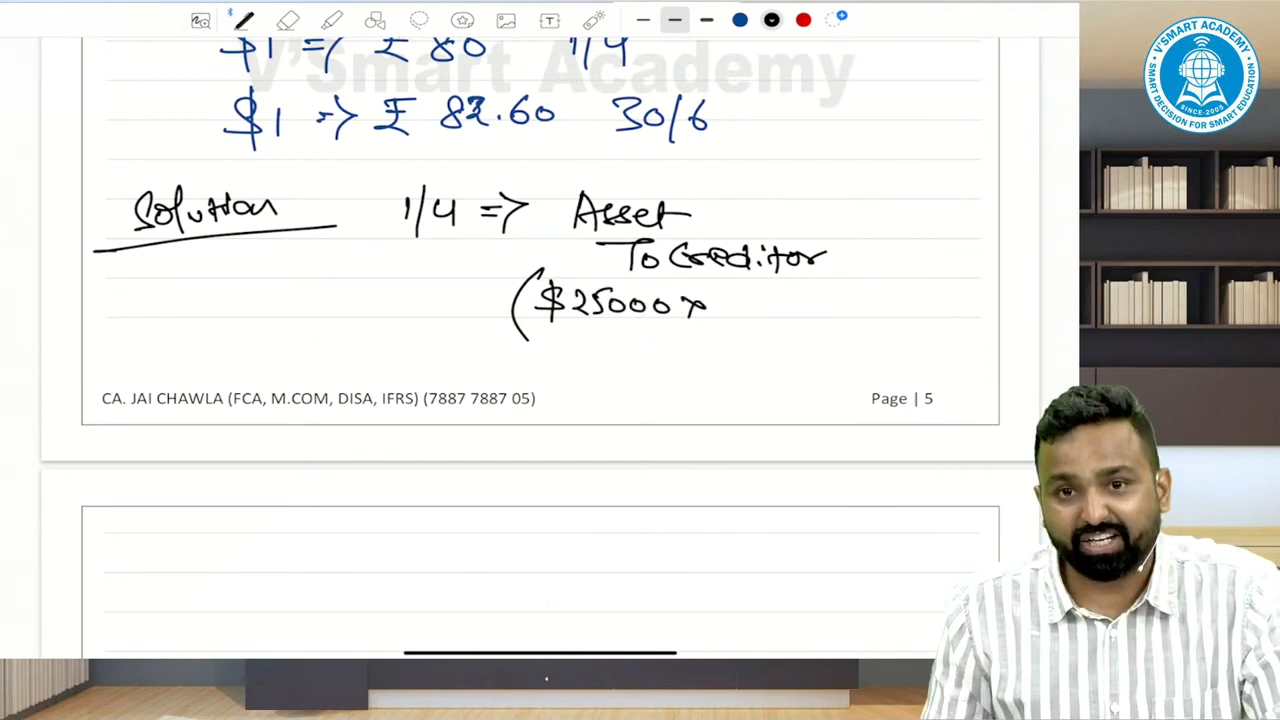 $1 => ₹ 80 1/4
V'Smart Academy
$1 => ₹ 82.60 30/6
Solution 1/4 => Asset
To Creditor
($25000 ×
CA. JAI CHAWLA (FCA, M.COM, DISA, IFRS) (7887 7887 05) Page | 5
V'SMART ACADEMY
SINCE-2005
SMART DECISION FOR SMART EDUCATION